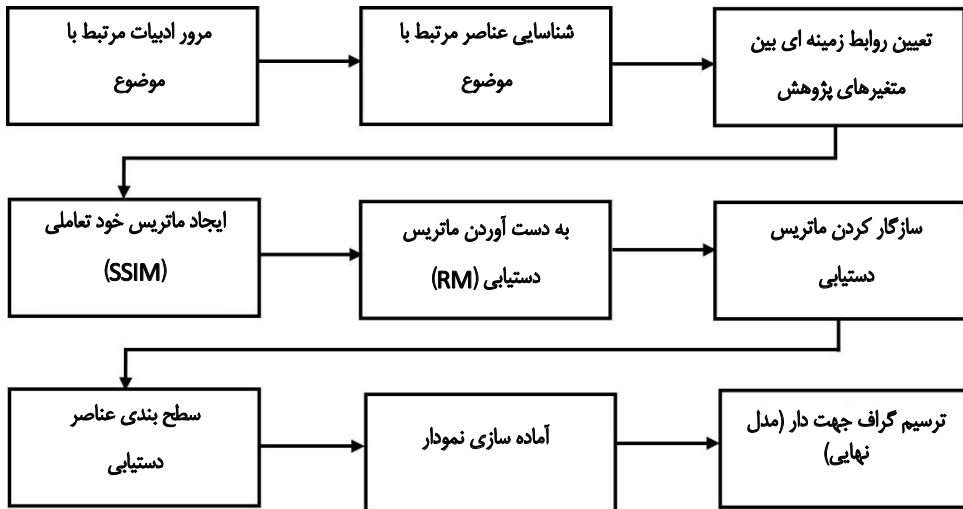 مرور ادبیات مرتبط با
موضوع
شناسایی عناصر مرتبط با
موضوع
تعیین روابط زمینه ای بین
متغیرهای پژوهش
ایجاد ماتریس خود تعاملی
(SSIM)
به دست آوردن ماتریس
دستیابی (RM)
سازگار کردن ماتریس
دستیابی
سطح بندی عناصر
دستیابی
آماده سازی نمودار
ترسیم گراف جهت دار (مدل
نهایی)